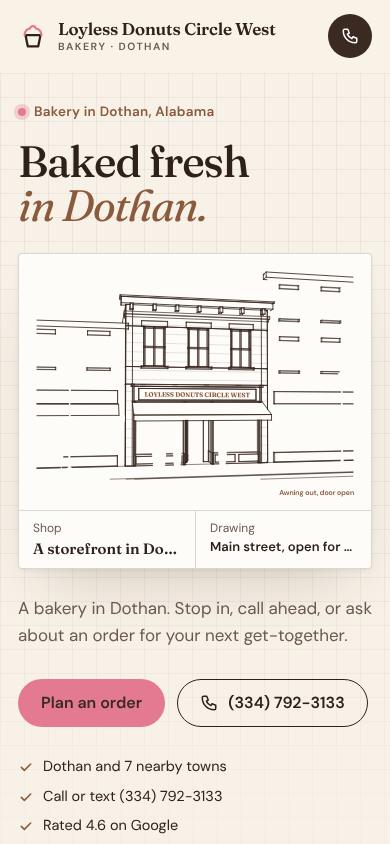 Loyless Donuts Circle West
BAKERY · DOTHAN
Bakery in Dothan, Alabama
Baked fresh
in Dothan.
LOYLESS DONUTS CIRCLE WEST
Awning out, door open
Shop
A storefront in Do...
Drawing
Main street, open for ...
A bakery in Dothan. Stop in, call ahead, or ask
about an order for your next get-together.
Plan an order
(334) 792-3133
Dothan and 7 nearby towns
Call or text (334) 792-3133
Rated 4.6 on Google